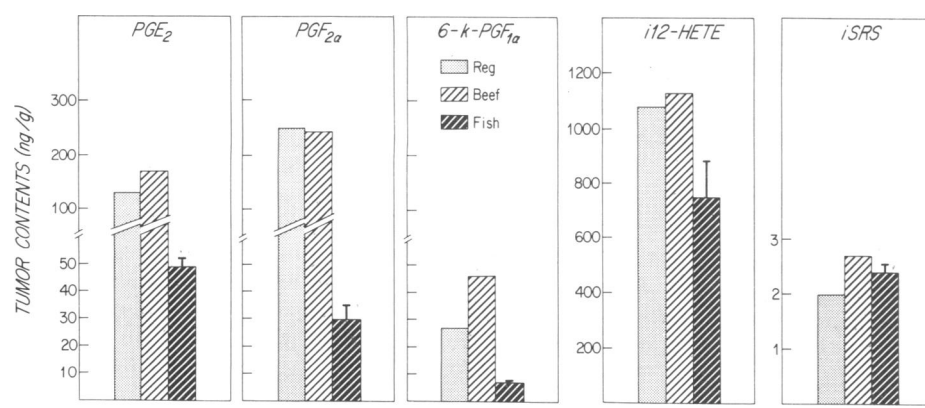 PGE2
PGF2α
6-k-PGF1α
i12-HETE
iSRS
Reg
Beef
Fish
TUMOR CONTENTS (ng/g)
300
200
100
50
40
30
20
10
1200
1000
800
600
400
200
3
2
1